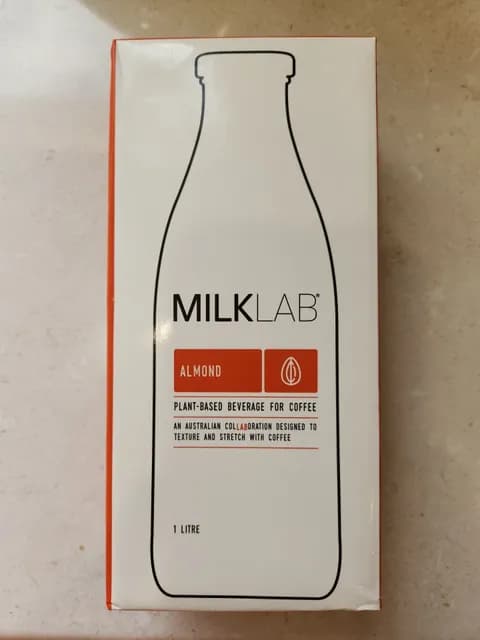 MILKLAB®
ALMOND
PLANT-BASED BEVERAGE FOR COFFEE
AN AUSTRALIAN COLLABORATION DESIGNED TO
TEXTURE AND STRETCH WITH COFFEE
1 LITRE